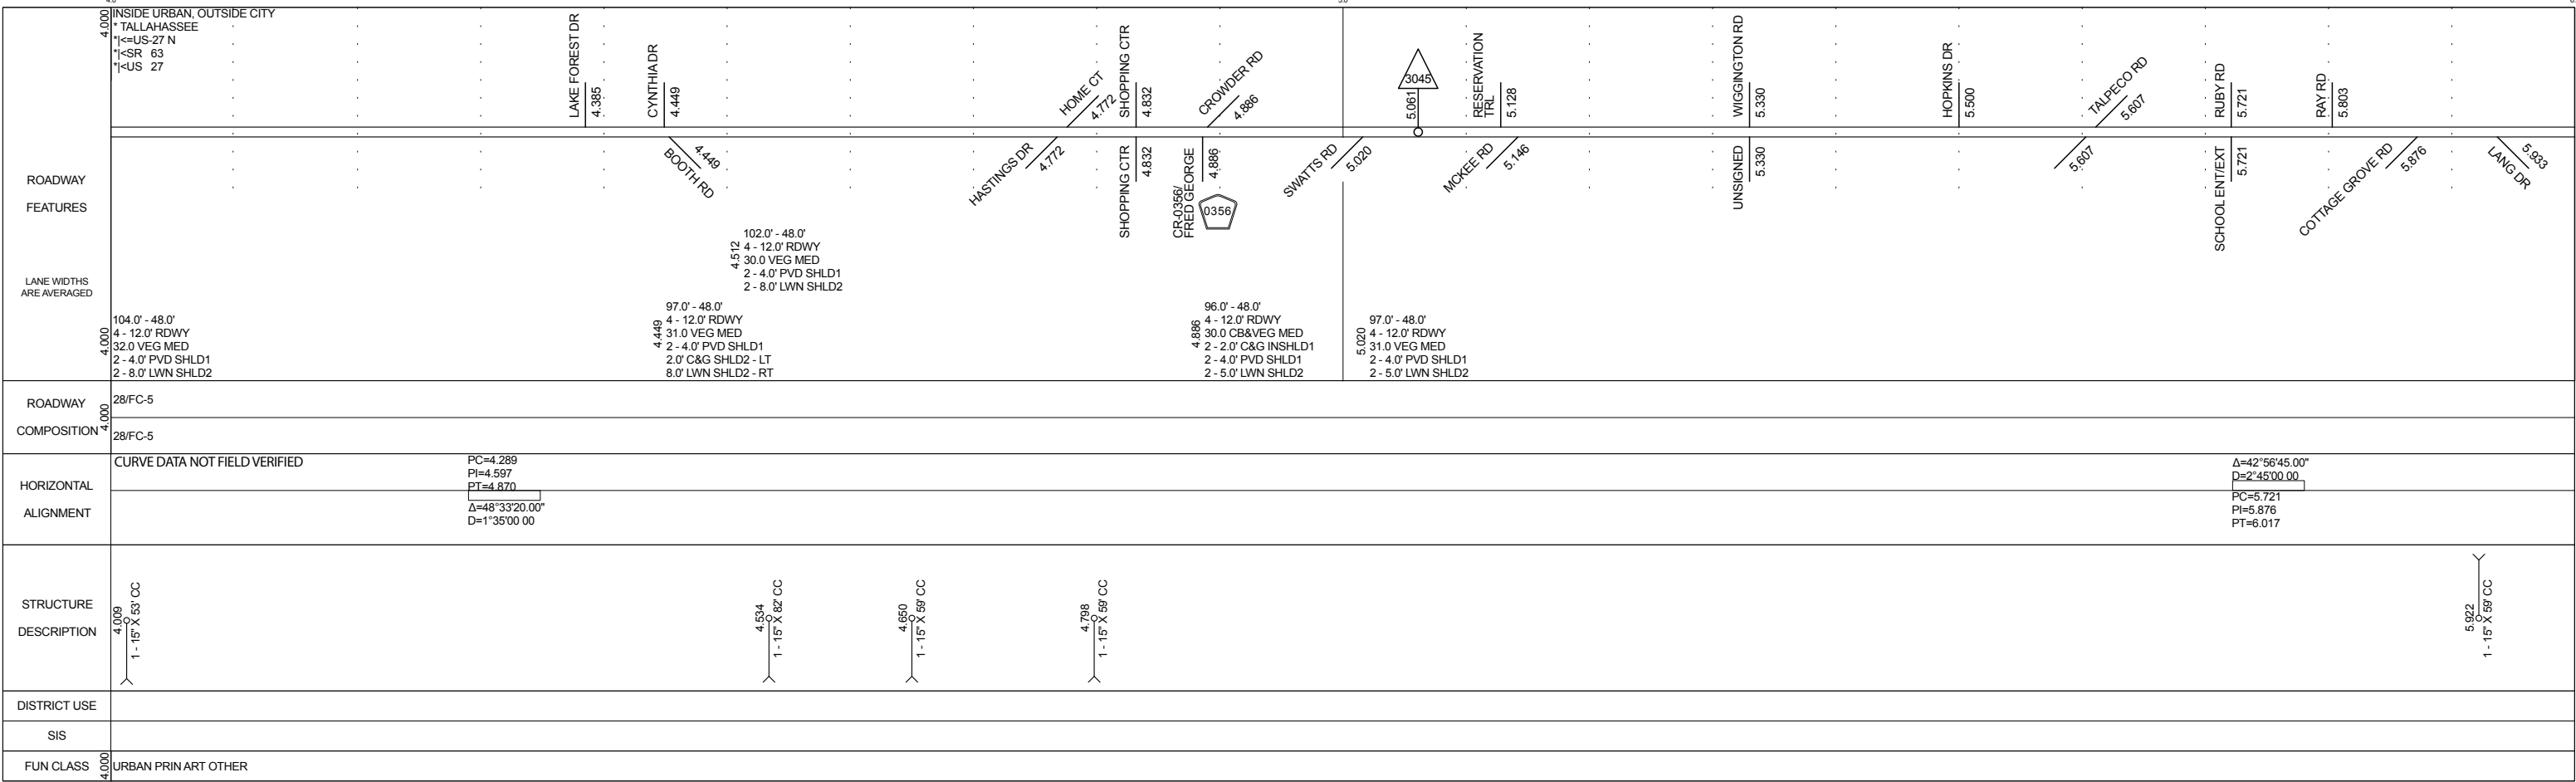 4.000
INSIDE URBAN, OUTSIDE CITY
* TALLAHASSEE
*|<=US-27 N
*|<SR 63
*|<US 27
LAKE FOREST DR
4.385
CYNTHIA DR
4.449
HOME CT
4.772
SHOPPING CTR
4.832
CROWDER RD
4.886
3045
5.061
RESERVATION
TRL
5.128
WIGGINGTON RD
5.330
HOPKINS DR
5.500
TALPECO RD
5.607
RUBY RD
5.721
RAY RD
5.803
ROADWAY
FEATURES
4.449
BOOTH RD
HASTINGS DR
4.772
SHOPPING CTR
4.832
CR-0356/
FRED GEORGE
4.886
0356
SWATTS RD
5.020
MCKEE RD
5.146
UNSIGNED
5.330
5.607
SCHOOL ENT/EXT
5.721
COTTAGE GROVE RD
5.876
5.933
LANG DR
LANE WIDTHS
ARE AVERAGED
4.000
104.0' - 48.0'
4 - 12.0' RDWY
32.0 VEG MED
2 - 4.0' PVD SHLD1
2 - 8.0' LWN SHLD2
4.449
97.0' - 48.0'
4 - 12.0' RDWY
31.0 VEG MED
2 - 4.0' PVD SHLD1
2.0' C&G SHLD2 - LT
8.0' LWN SHLD2 - RT
4.512
102.0' - 48.0'
4 - 12.0' RDWY
30.0 VEG MED
2 - 4.0' PVD SHLD1
2 - 8.0' LWN SHLD2
4.886
96.0' - 48.0'
4 - 12.0' RDWY
30.0 CB&VEG MED
2 - 2.0' C&G INSHLD1
2 - 4.0' PVD SHLD1
2 - 5.0' LWN SHLD2
5.020
97.0' - 48.0'
4 - 12.0' RDWY
31.0 VEG MED
2 - 4.0' PVD SHLD1
2 - 5.0' LWN SHLD2
ROADWAY
COMPOSITION
4.000
28/FC-5
28/FC-5
HORIZONTAL
ALIGNMENT
CURVE DATA NOT FIELD VERIFIED
PC=4.289
PI=4.597
PT=4.870
Δ=48°33'20.00"
D=1°35'00 00
Δ=42°56'45.00"
D=2°45'00 00
PC=5.721
PI=5.876
PT=6.017
STRUCTURE
DESCRIPTION
4.009
1 - 15" X 53' CC
4.534
1 - 15" X 82' CC
4.650
1 - 15" X 59' CC
4.798
1 - 15" X 59' CC
5.922
1 - 15" X 59' CC
DISTRICT USE
SIS
FUN CLASS
4.000
URBAN PRIN ART OTHER